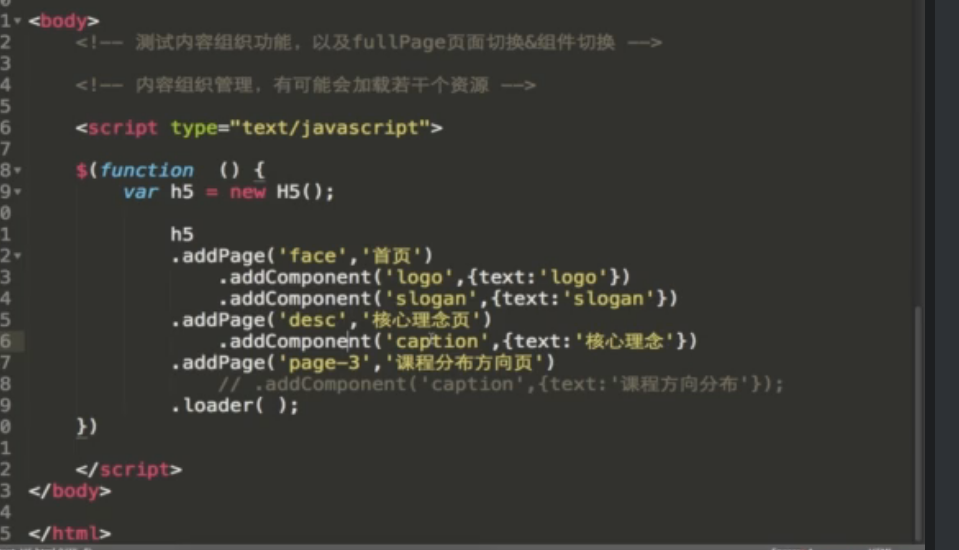 1 <body>
2 <!-- 测试内容组织功能，以及fullPage页面切换&组件切换 -->
3
4 <!-- 内容组织管理，有可能会加载若干个资源 -->
5
6 <script type="text/javascript">
7
8 $(function () {
9 var h5 = new H5();
0
1 h5
2 .addPage('face','首页')
3 .addComponent('logo',{text:'logo'})
4 .addComponent('slogan',{text:'slogan'})
5 .addPage('desc','核心理念页')
6 .addComponent('caption',{text:'核心理念'})
7 .addPage('page-3','课程分布方向页')
8 // .addComponent('caption',{text:'课程方向分布'});
9 .loader( );
0 })
1
2 </script>
3 </body>
4
5 </html>